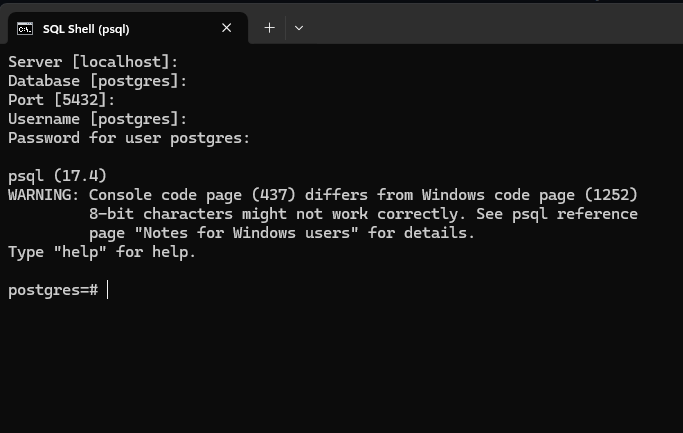 SQL Shell (psql)
Server [localhost]:
Database [postgres]:
Port [5432]:
Username [postgres]:
Password for user postgres:
psql (17.4)
WARNING: Console code page (437) differs from Windows code page (1252)
8-bit characters might not work correctly. See psql reference
page "Notes for Windows users" for details.
Type "help" for help.
postgres=#